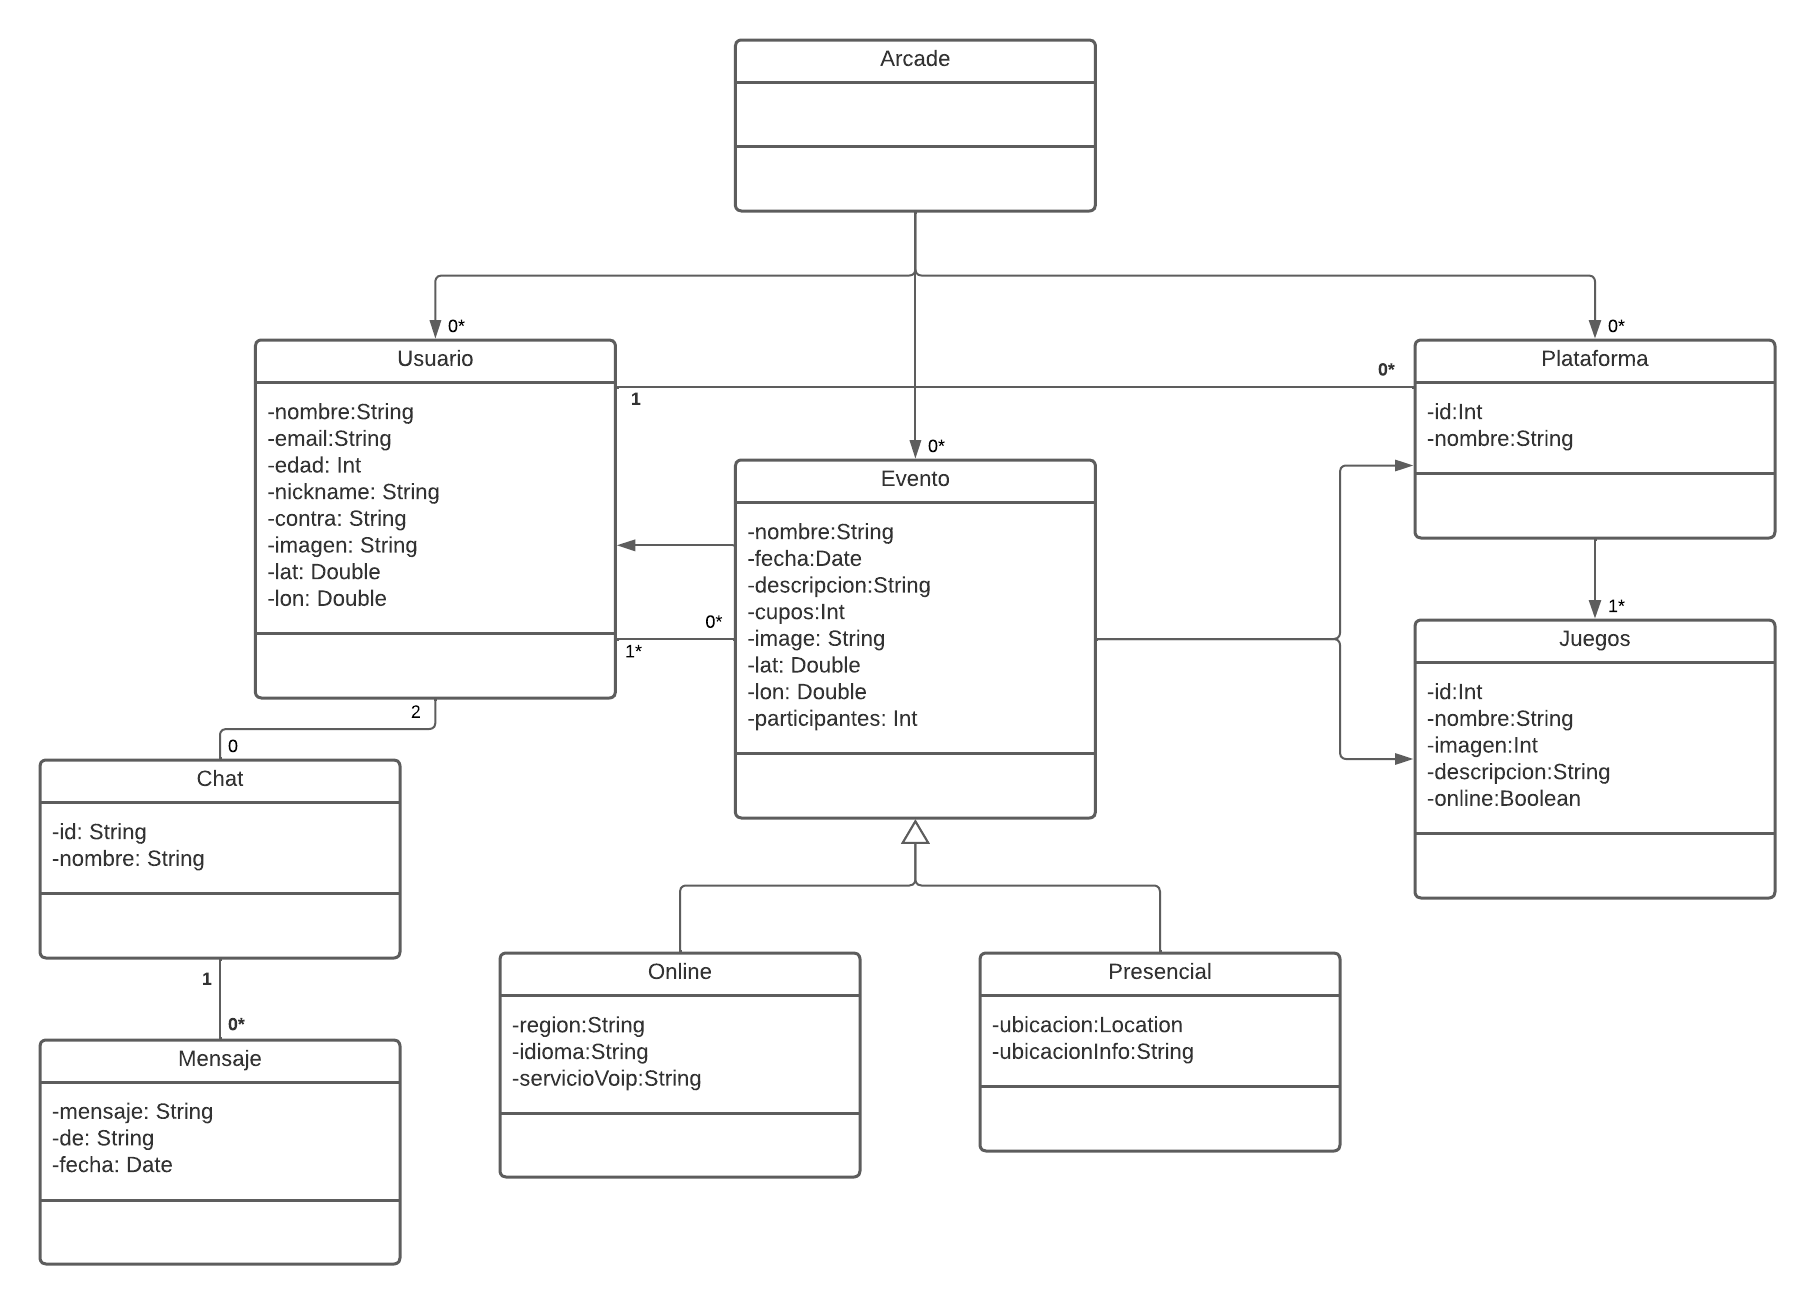 Arcade
0*
0*
Usuario
-nombre:String
-email:String
-edad: Int
-nickname: String
-contra: String
-imagen: String
-lat: Double
-lon: Double
1
0*
Plataforma
-id:Int
-nombre:String
0*
Evento
-nombre:String
-fecha:Date
-descripcion:String
-cupos:Int
-image: String
-lat: Double
-lon: Double
-participantes: Int
0*
1*
1*
Juegos
-id:Int
-nombre:String
-imagen:Int
-descripcion:String
-online:Boolean
2
0
Chat
-id: String
-nombre: String
1
0*
Mensaje
-mensaje: String
-de: String
-fecha: Date
Online
-region:String
-idioma:String
-servicioVoip:String
Presencial
-ubicacion:Location
-ubicacionInfo:String